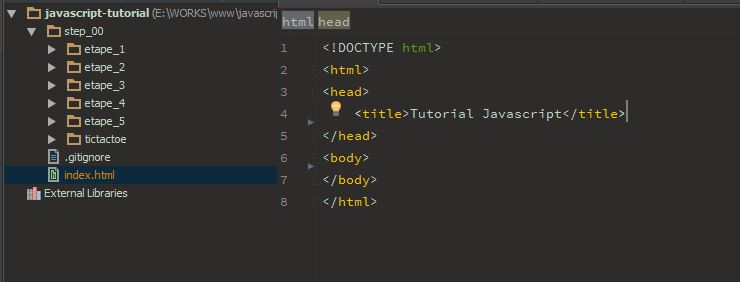 javascript-tutorial (E:\WORKS\www\javascri
step_00
etape_1
etape_2
etape_3
etape_4
etape_5
tictactoe
.gitignore
index.html
External Libraries
html head
1 <!DOCTYPE html>
2 <html>
3 <head>
4 <title>Tutorial Javascript</title>
5 </head>
6 <body>
7 </body>
8 </html>